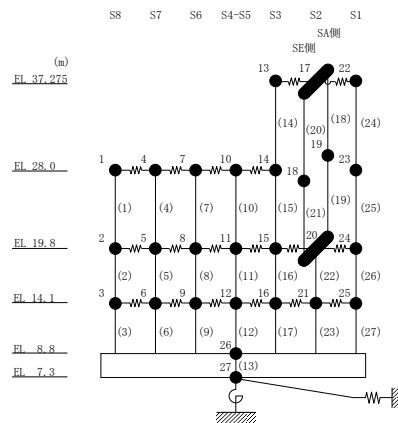 S8 S7 S6 S4-S5 S3 S2 S1
SA側
SE側
(m)
13 17 22
EL 37.275
(14) (20) (18) (24)
1 4 7 10 14 19 23
EL 28.0
18
(1) (4) (7) (10) (15) (21) (19) (25)
2 5 8 11 15 20 24
EL 19.8
(2) (5) (8) (11) (16) (22) (26)
3 6 9 12 16 21 25
EL 14.1
(3) (6) (9) (12) (17) (23) (27)
26
EL 8.8
27 (13)
EL 7.3